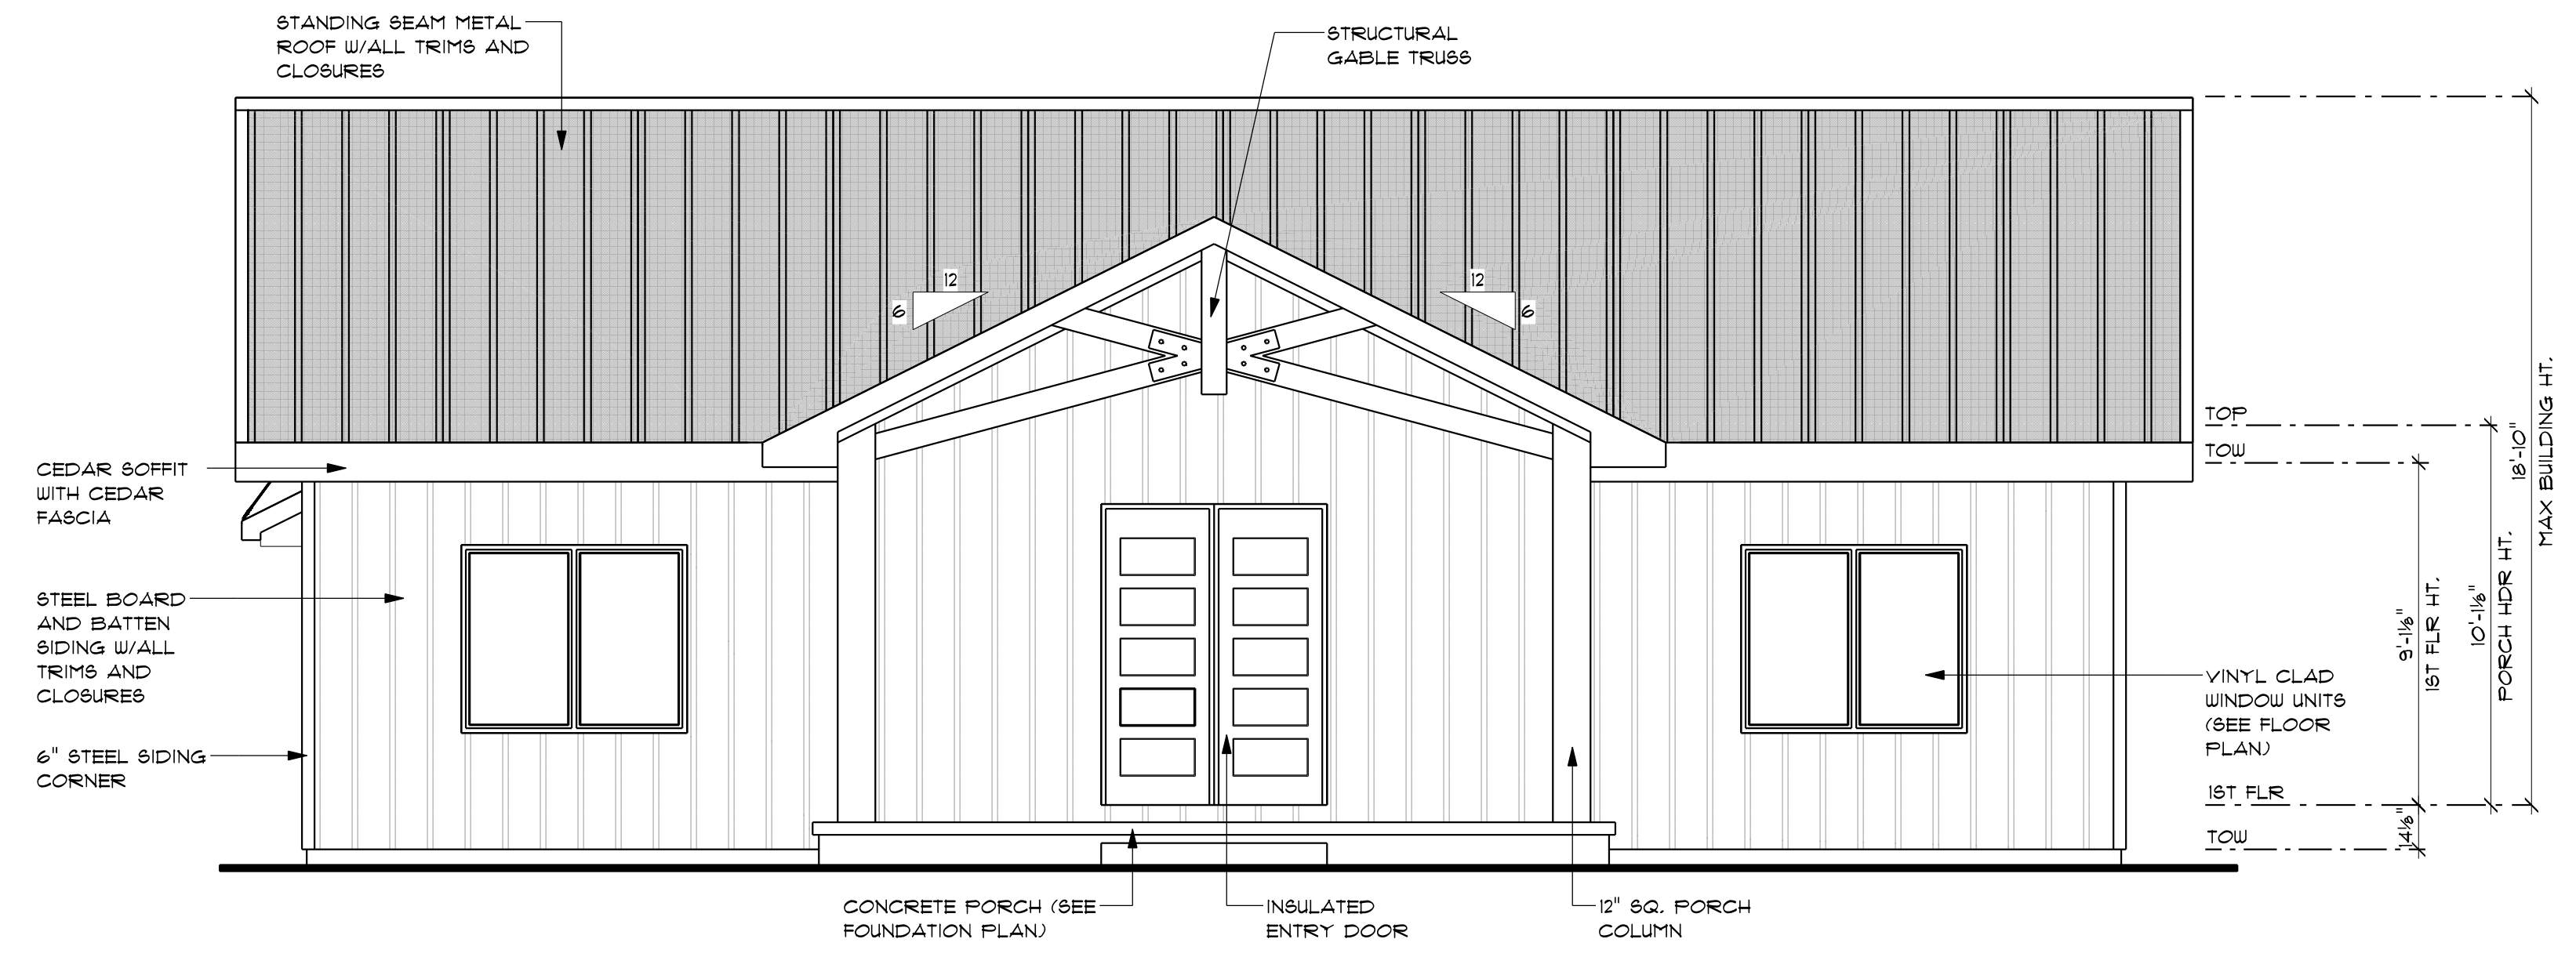 STANDING SEAM METAL
ROOF W/ALL TRIMS AND
CLOSURES
STRUCTURAL
GABLE TRUSS
12
6
12
6
CEDAR SOFFIT
WITH CEDAR
FASCIA
STEEL BOARD
AND BATTEN
SIDING W/ALL
TRIMS AND
CLOSURES
6" STEEL SIDING
CORNER
TOP
TOW
18'-10"
MAX BUILDING HT.
10'-1⅛"
PORCH HDR HT.
9'-1⅛"
1ST FLR HT.
VINYL CLAD
WINDOW UNITS
(SEE FLOOR
PLAN)
1ST FLR
TOW
14⅛"
CONCRETE PORCH (SEE
FOUNDATION PLAN)
INSULATED
ENTRY DOOR
12" SQ. PORCH
COLUMN